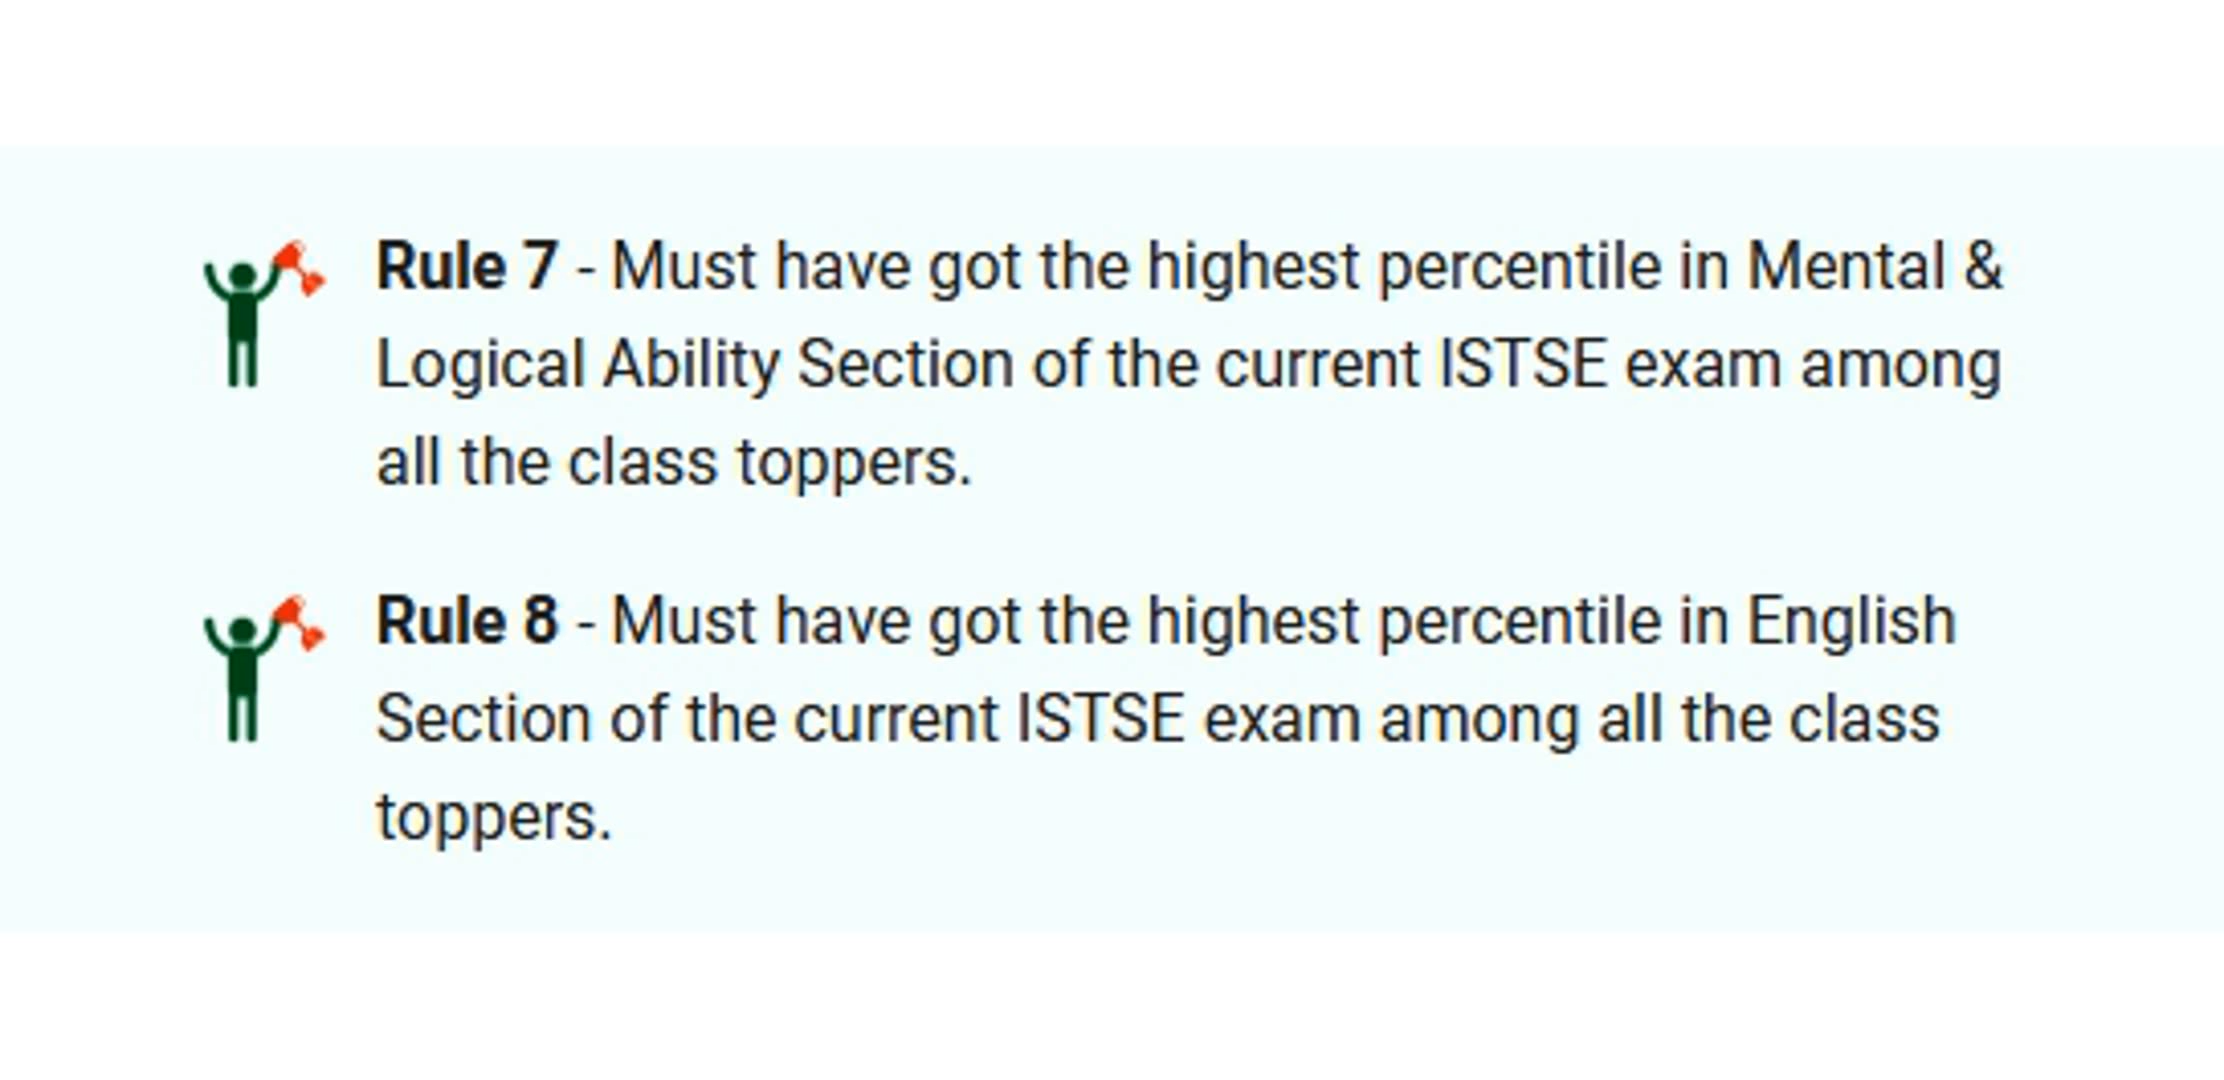 Rule 7 - Must have got the highest percentile in Mental &
Logical Ability Section of the current ISTSE exam among
all the class toppers.
Rule 8 - Must have got the highest percentile in English
Section of the current ISTSE exam among all the class
toppers.